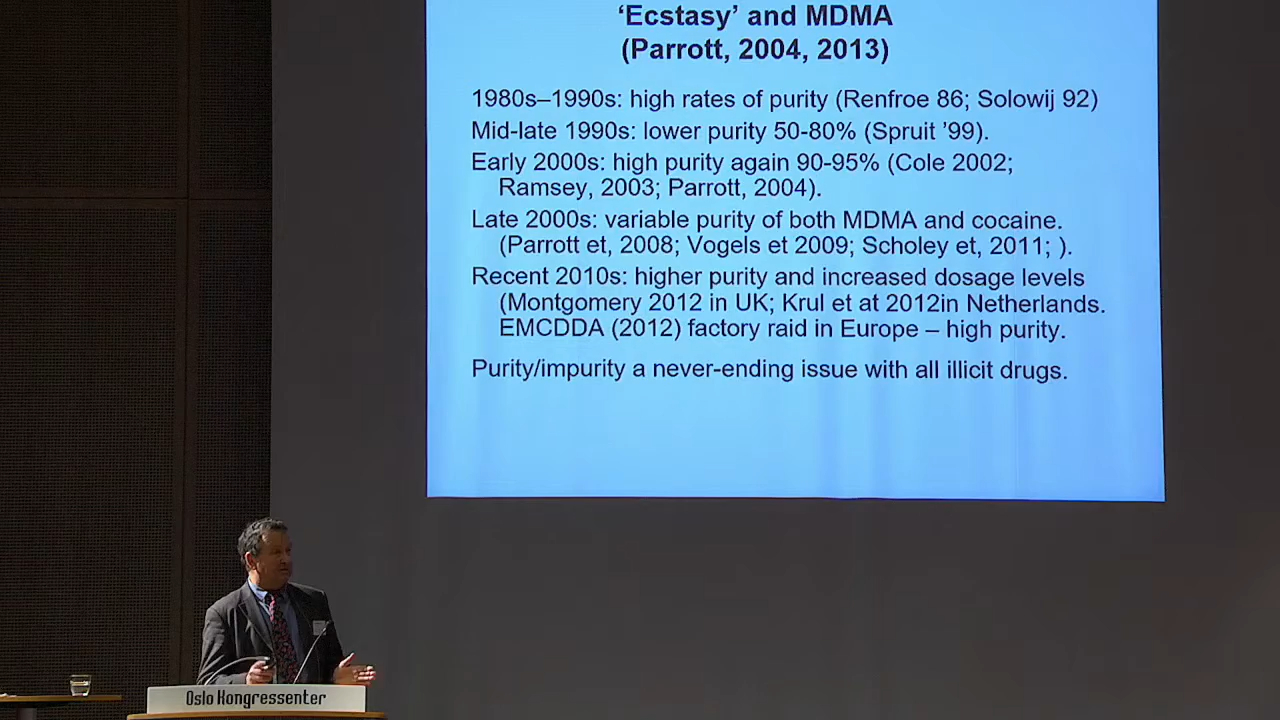 ‘Ecstasy’ and MDMA
(Parrott, 2004, 2013)
1980s–1990s: high rates of purity (Renfroe 86; Solowij 92)
Mid-late 1990s: lower purity 50-80% (Spruit ’99).
Early 2000s: high purity again 90-95% (Cole 2002;
Ramsey, 2003; Parrott, 2004).
Late 2000s: variable purity of both MDMA and cocaine.
(Parrott et, 2008; Vogels et 2009; Scholey et, 2011; ).
Recent 2010s: higher purity and increased dosage levels
(Montgomery 2012 in UK; Krul et at 2012in Netherlands.
EMCDDA (2012) factory raid in Europe – high purity.
Purity/impurity a never-ending issue with all illicit drugs.
Oslo Kongressenter